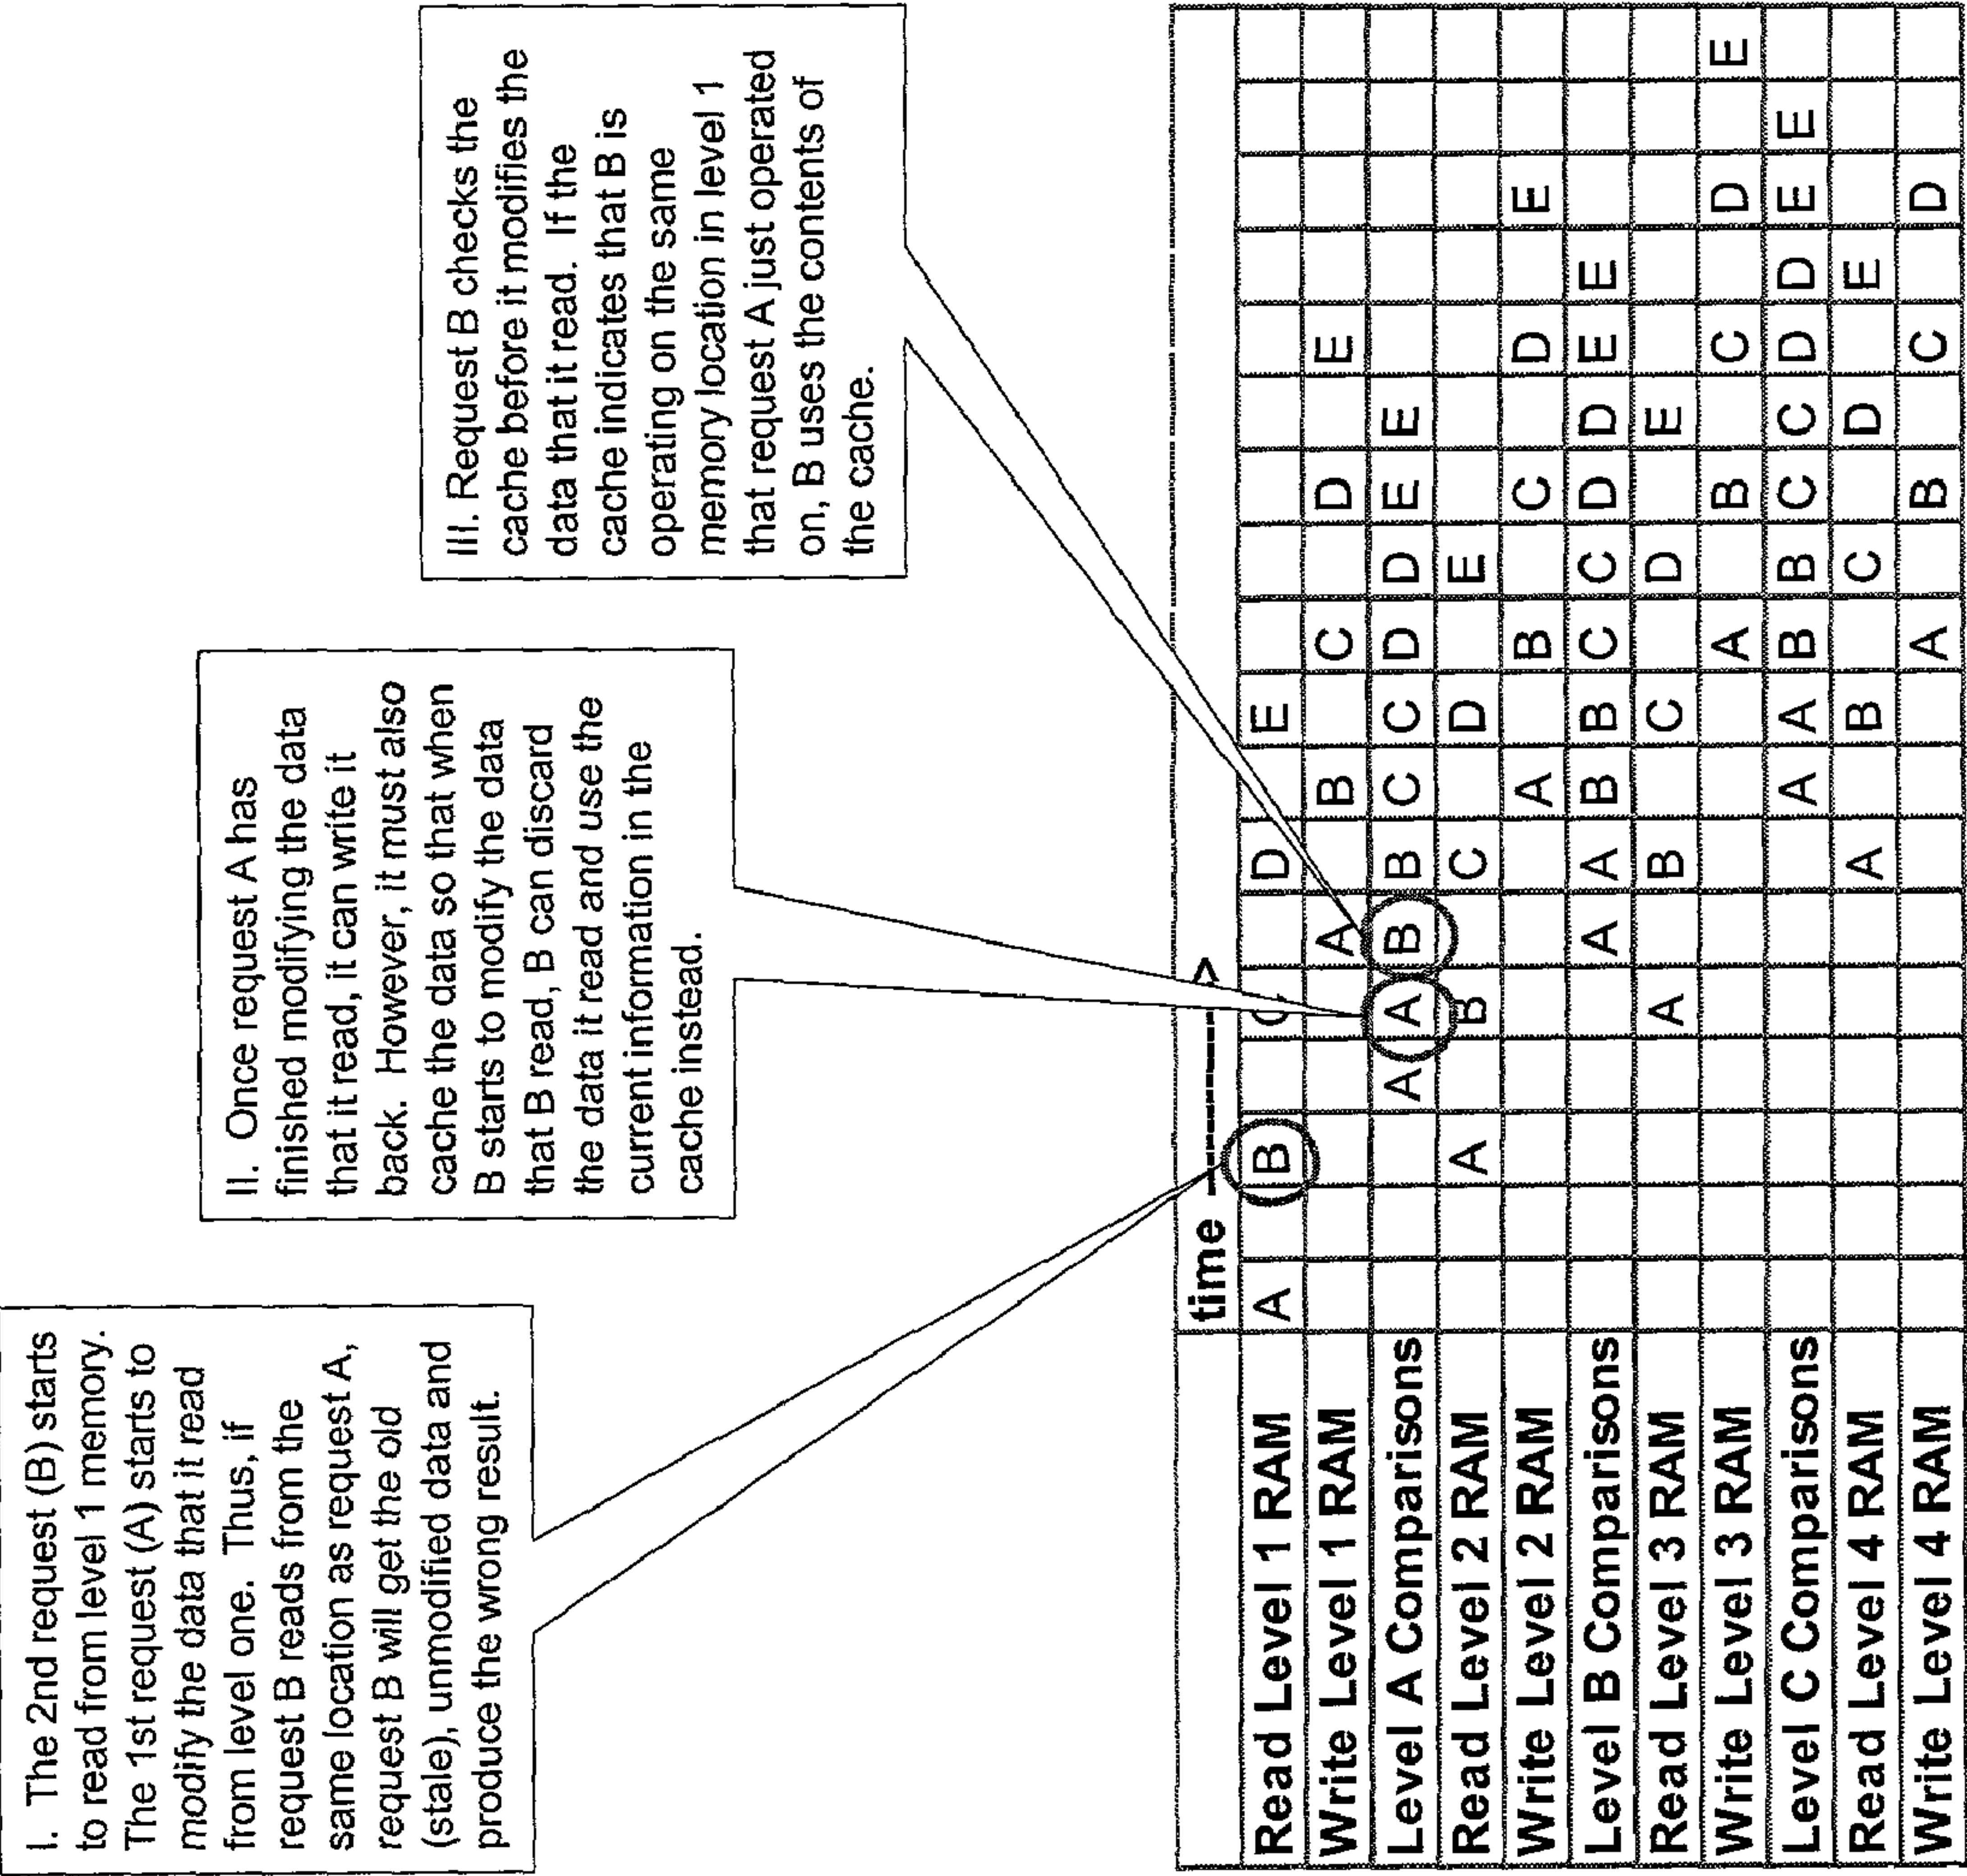 I. The 2nd request (B) starts
to read from level 1 memory.
The 1st request (A) starts to
modify the data that it read
from level one. Thus, if
request B reads from the
same location as request A,
request B will get the old
(stale), unmodified data and
produce the wrong result.
II. Once request A has
finished modifying the data
that it read, it can write it
back. However, it must also
cache the data so that when
B starts to modify the data
that B read, B can discard
the data it read and use the
current information in the
cache instead.
III. Request B checks the
cache before it modifies the
data that it read. If the
cache indicates that B is
operating on the same
memory location in level 1
that request A just operated
on, B uses the contents of
the cache.
time ------->
Read Level 1 RAM A B C D E
Write Level 1 RAM A B C D E
Level A Comparisons A A B B C C D D E E
Read Level 2 RAM A B C D E
Write Level 2 RAM A B C D E
Level B Comparisons A A B B C C D D E E
Read Level 3 RAM A B C D E
Write Level 3 RAM A B C D E
Level C Comparisons A A B B C C D D E E
Read Level 4 RAM A B C D E
Write Level 4 RAM A B C D